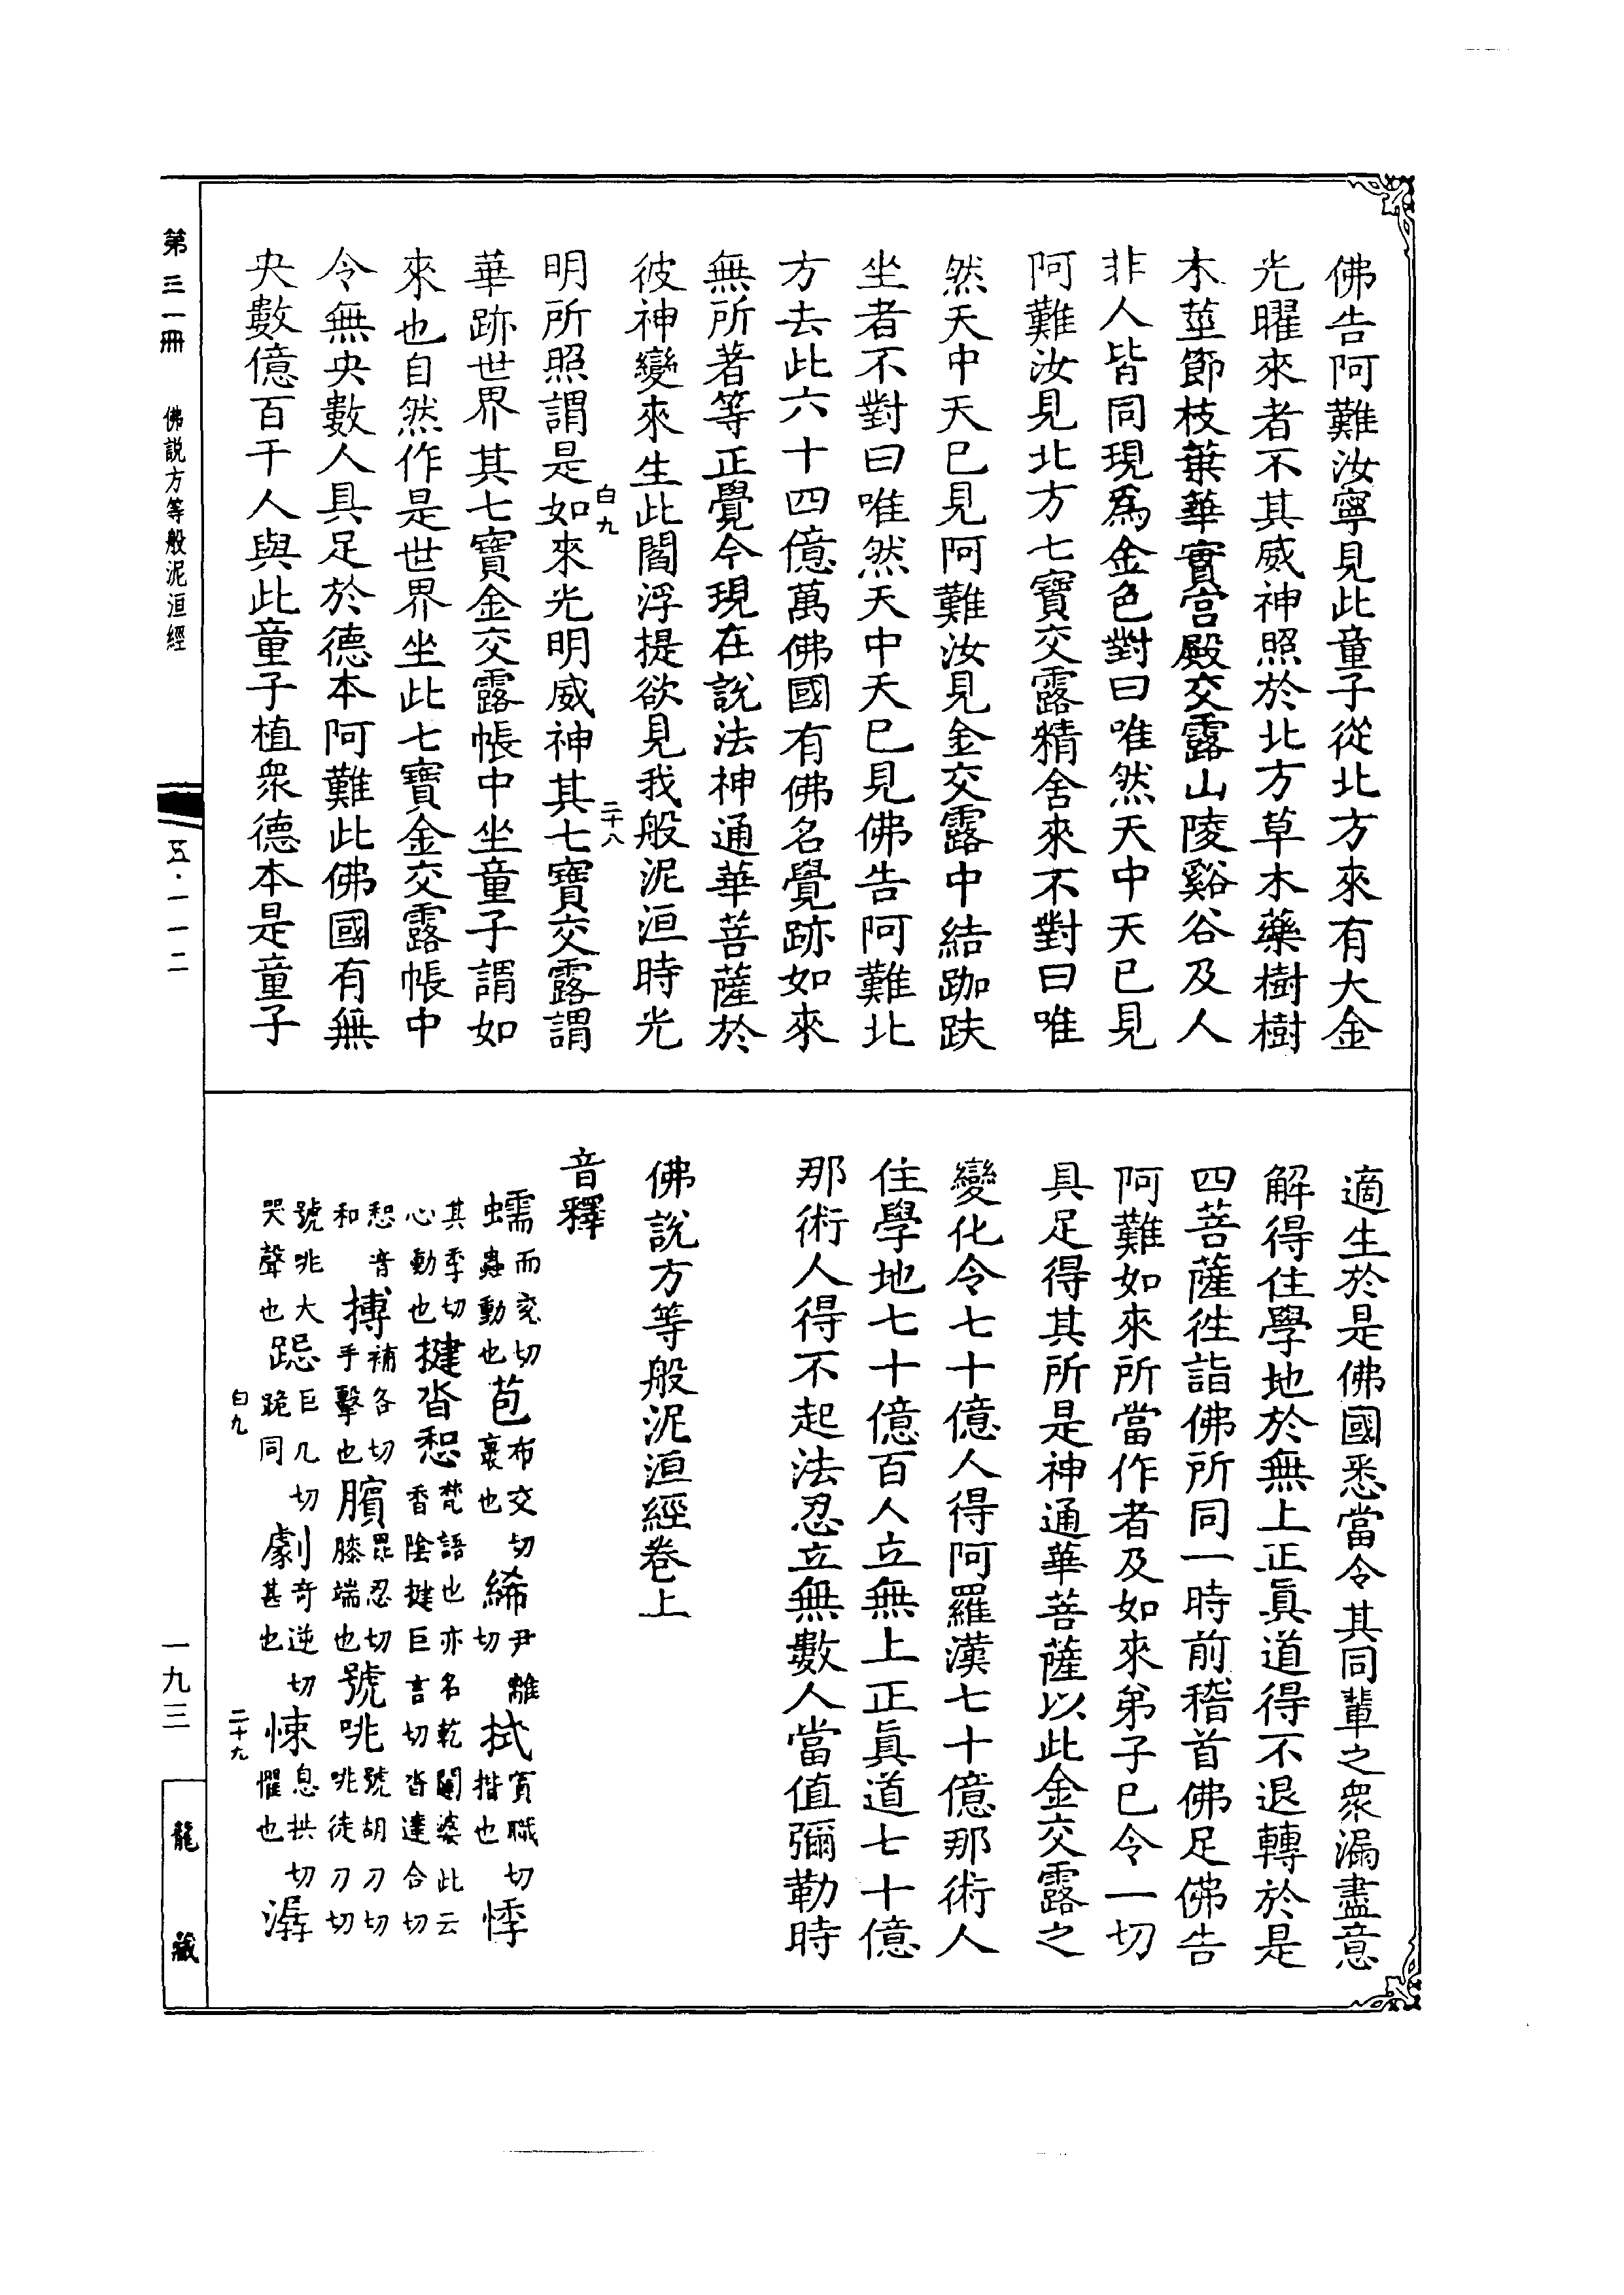 佛告阿難汝寧見此童子從北方來有大金
光曜來者不其威神照於北方草木藥樹樹
木莖節枝葉華實宮殿交露山陵谿谷及人
非人皆同現為金色對曰唯然天中天已見
阿難汝見北方七寶交露精舍來不對曰唯
然天中天已見阿難汝見金交露中結跏趺
坐者不對曰唯然天中天已見佛告阿難北
方去此六十四億萬佛國有佛名覺跡如來
無所著等正覺今現在說法神通華菩薩於
彼神變來生此閻浮提欲見我般泥洹時光
白九
二十八
明所照謂是如來光明威神其七寶交露謂
華跡世界其七寶金交露帳中坐童子謂如
來也自然作是世界坐此七寶金交露帳中
令無央數人具足於德本阿難此佛國有無
央數億百千人與此童子植眾德本是童子
適生於是佛國悉當令其同輩之眾漏盡意
解得住學地於無上正真道得不退轉於是
四菩薩往詣佛所同一時前稽首佛足佛告
阿難如來所當作者及如來弟子已令一切
具足得其所是神通華菩薩以此金交露之
變化令七十億人得阿羅漢七十億那術人
住學地七十億百人立無上正真道七十億
那術人得不起法忍立無數人當值彌勒時
佛說方等般泥洹經卷上
音釋
蠕而兗切蟲動也苞布交切裹也絺丑離切拭賞職切揩也悸
其季切心動也揵沓惒梵語也亦名乾闥婆此云香陰揵巨言切沓達合切
惒音和搏補各切手擊也臏毘忍切膝端也號咷號胡刀切咷徒刀切
號咷大哭聲也跽巨几切跪同劇奇逆切甚也悚息拱切懼也潺
白九
二十九
第三一冊
佛說方等般泥洹經
五·一一二
一九三
龍藏